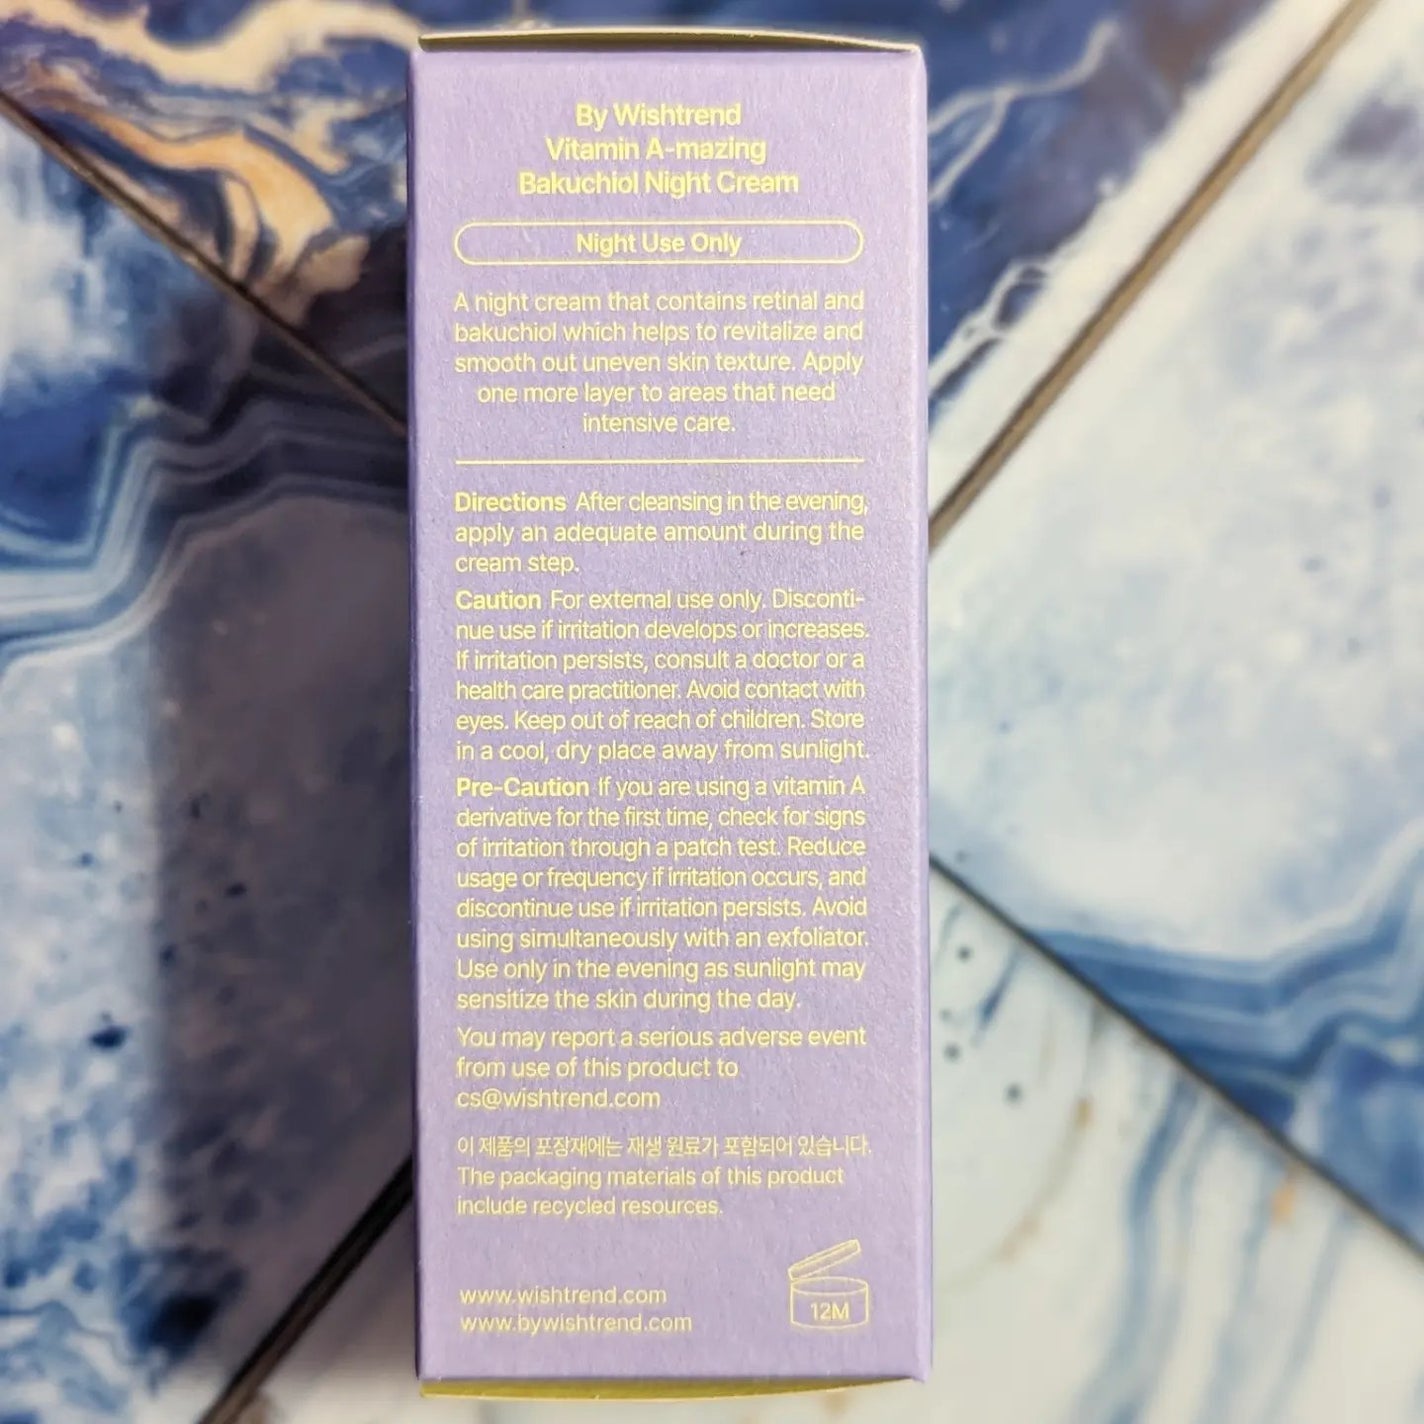 By Wishtrend
Vitamin A-mazing
Bakuchiol Night Cream
Night Use Only
A night cream that contains retinal and
bakuchiol which helps to revitalize and
smooth out uneven skin texture. Apply
one more layer to areas that need
intensive care.
Directions After cleansing in the evening,
apply an adequate amount during the
cream step.
Caution For external use only. Disconti-
nue use if irritation develops or increases.
If irritation persists, consult a doctor or a
health care practitioner. Avoid contact with
eyes. Keep out of reach of children. Store
in a cool, dry place away from sunlight.
Pre-Caution If you are using a vitamin A
derivative for the first time, check for signs
of irritation through a patch test. Reduce
usage or frequency if irritation occurs, and
discontinue use if irritation persists. Avoid
using simultaneously with an exfoliator.
Use only in the evening as sunlight may
sensitize the skin during the day.
You may report a serious adverse event
from use of this product to
cs@wishtrend.com
이 제품의 포장재에는 재생 원료가 포함되어 있습니다.
The packaging materials of this product
include recycled resources.
www.wishtrend.com
www.bywishtrend.com
12M